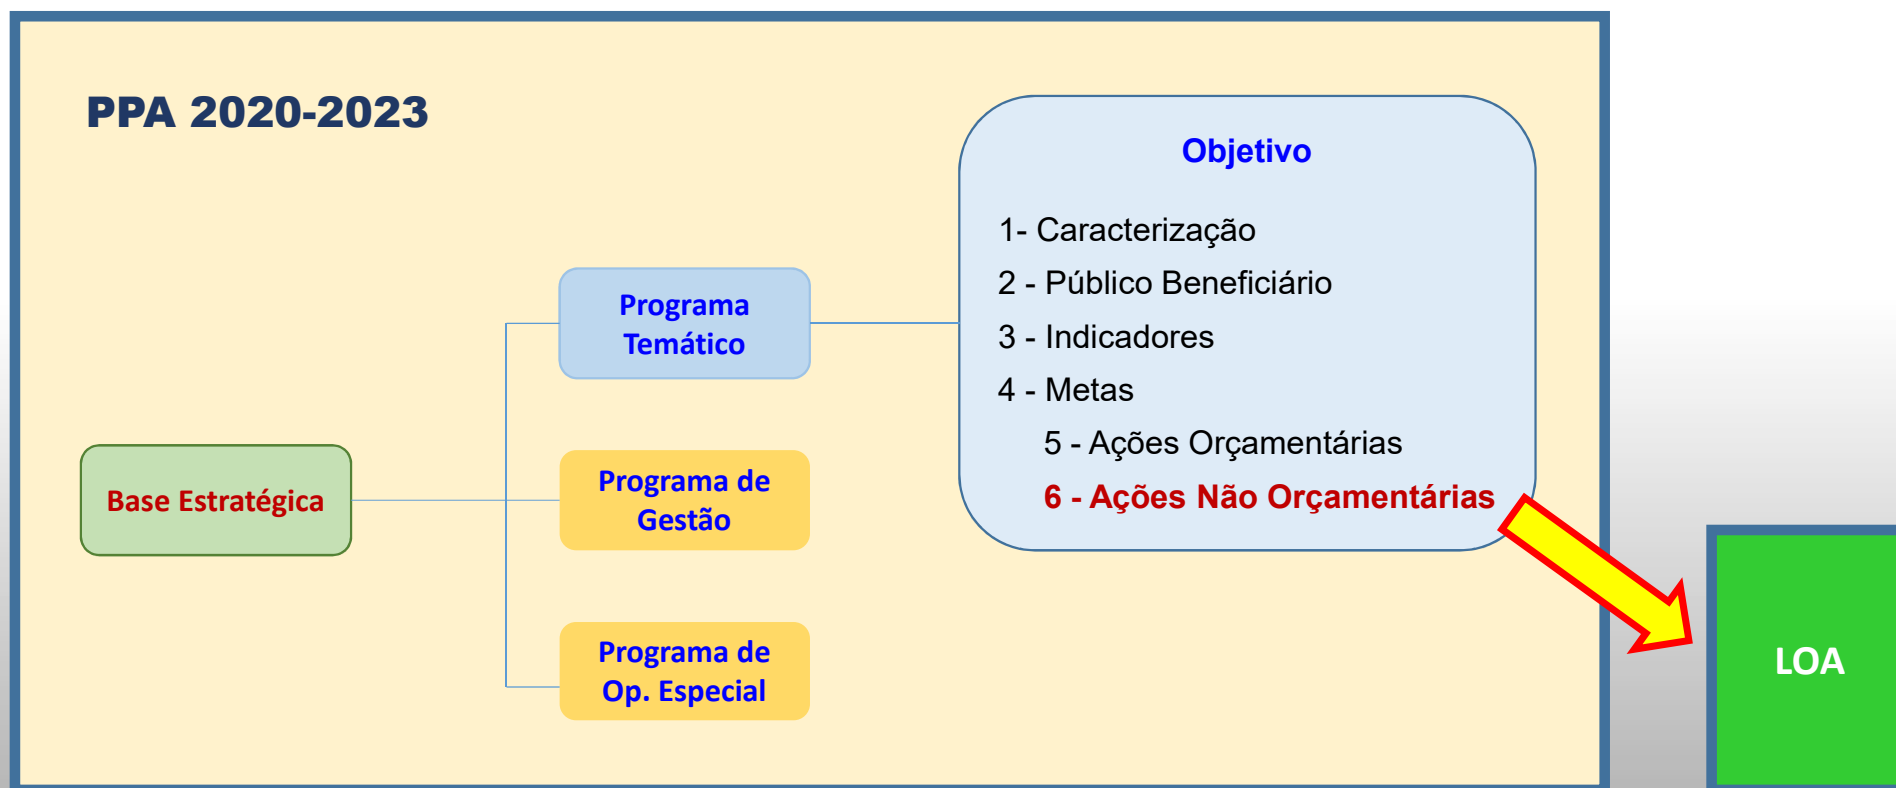 PPA 2020-2023
Objetivo
1- Caracterização
2 - Público Beneficiário
3 - Indicadores
4 - Metas
5 - Ações Orçamentárias
6 - Ações Não Orçamentárias
Programa
Temático
Base Estratégica
Programa de
Gestão
Programa de
Op. Especial
LOA